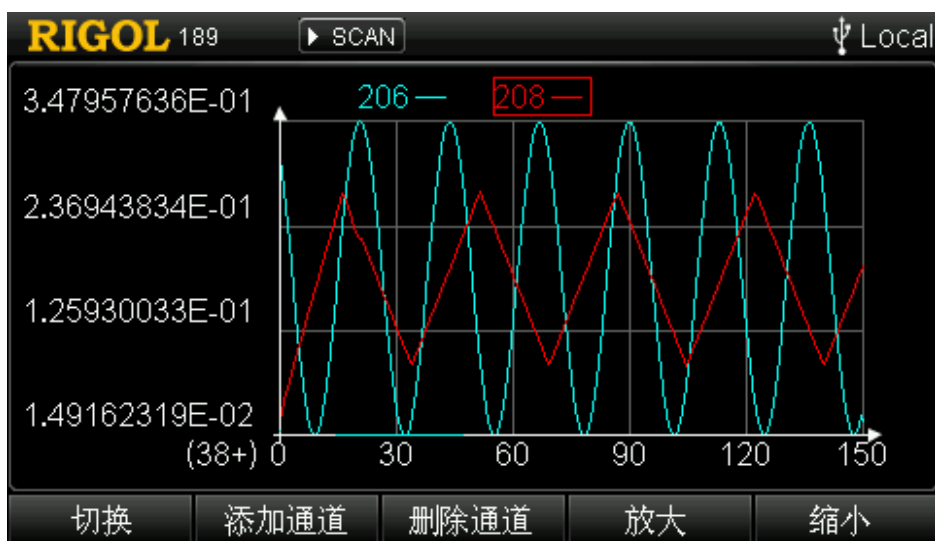 RIGOL 189 SCAN Local
3.47957636E-01 206 208
2.36943834E-01
1.25930033E-01
1.49162319E-02
(38+) 0 30 60 90 120 150
切换 添加通道 删除通道 放大 缩小